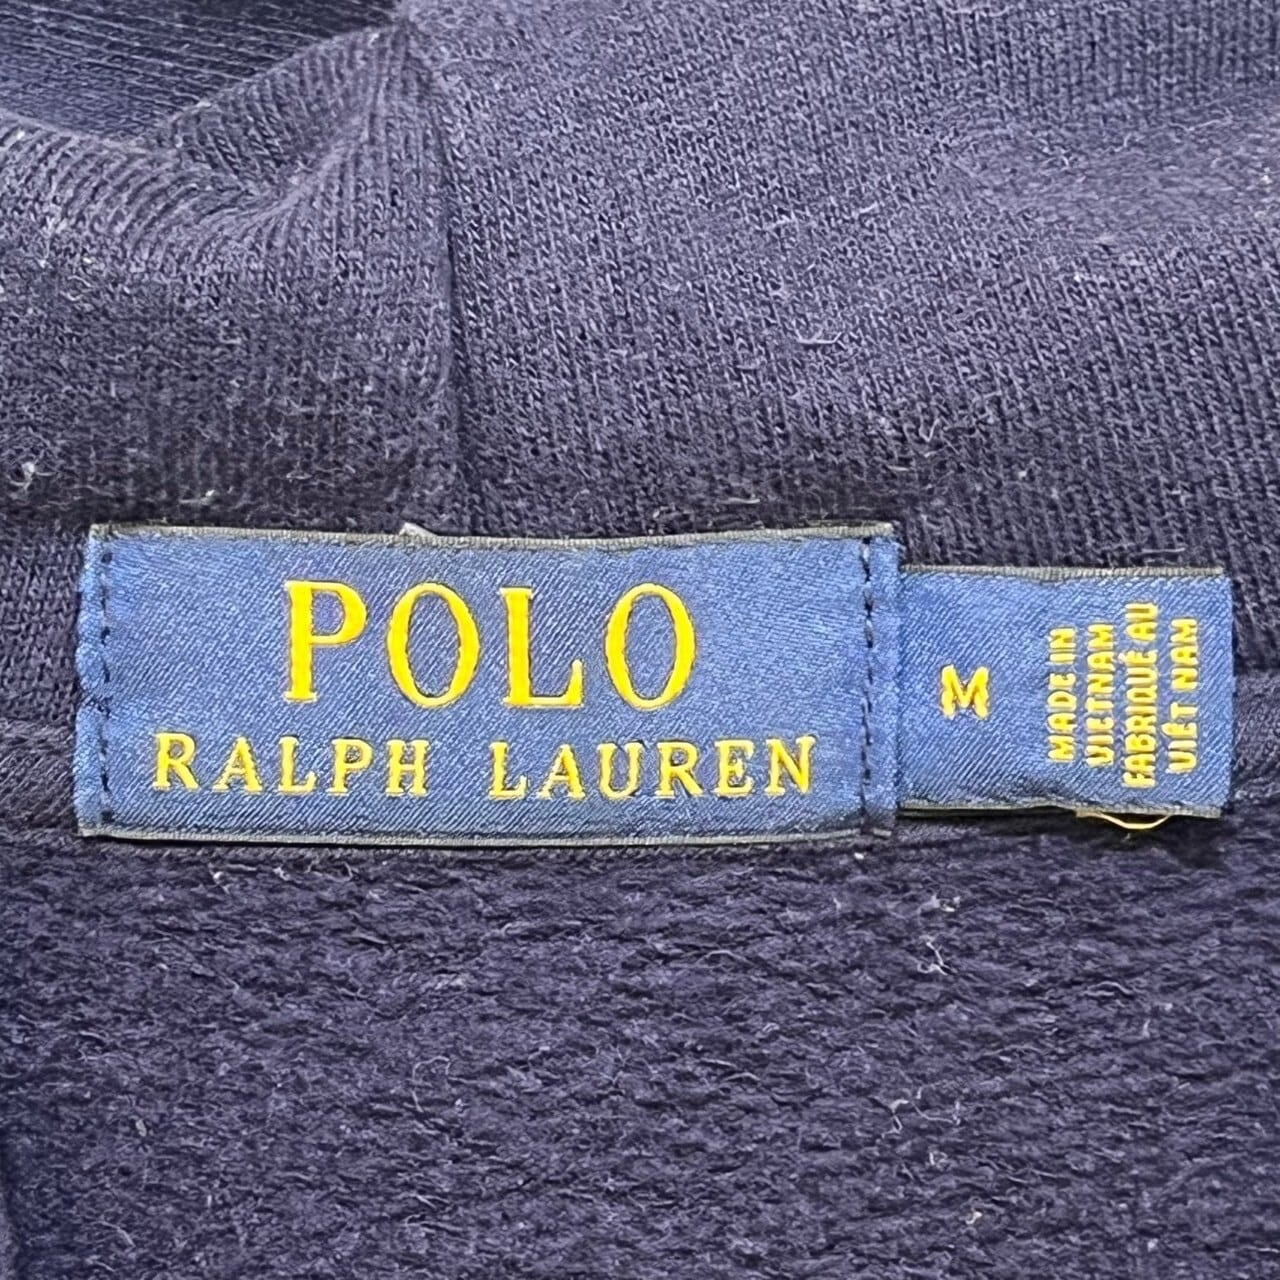 POLO
RALPH LAUREN
M
MADE IN
VIETNAM
FABRIQUÉ AU
VIÊT NAM